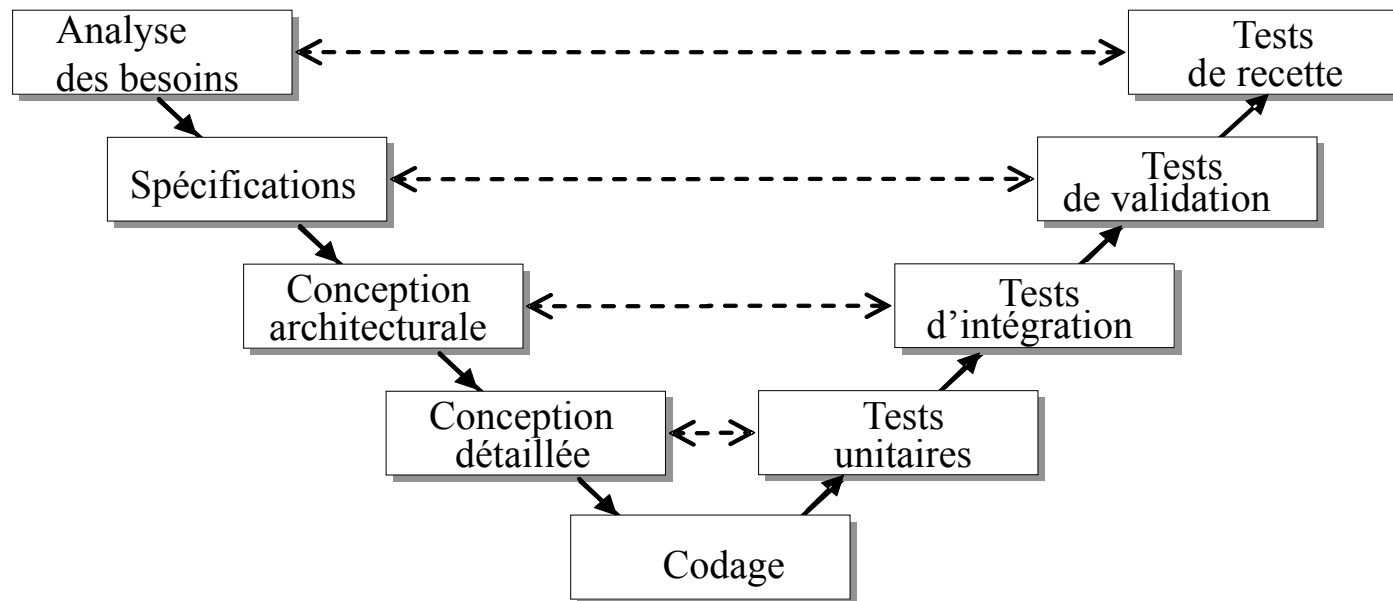 Analyse
des besoins
Tests
de recette
Spécifications
Tests
de validation
Conception
architecturale
Tests
d’intégration
Conception
détaillée
Tests
unitaires
Codage